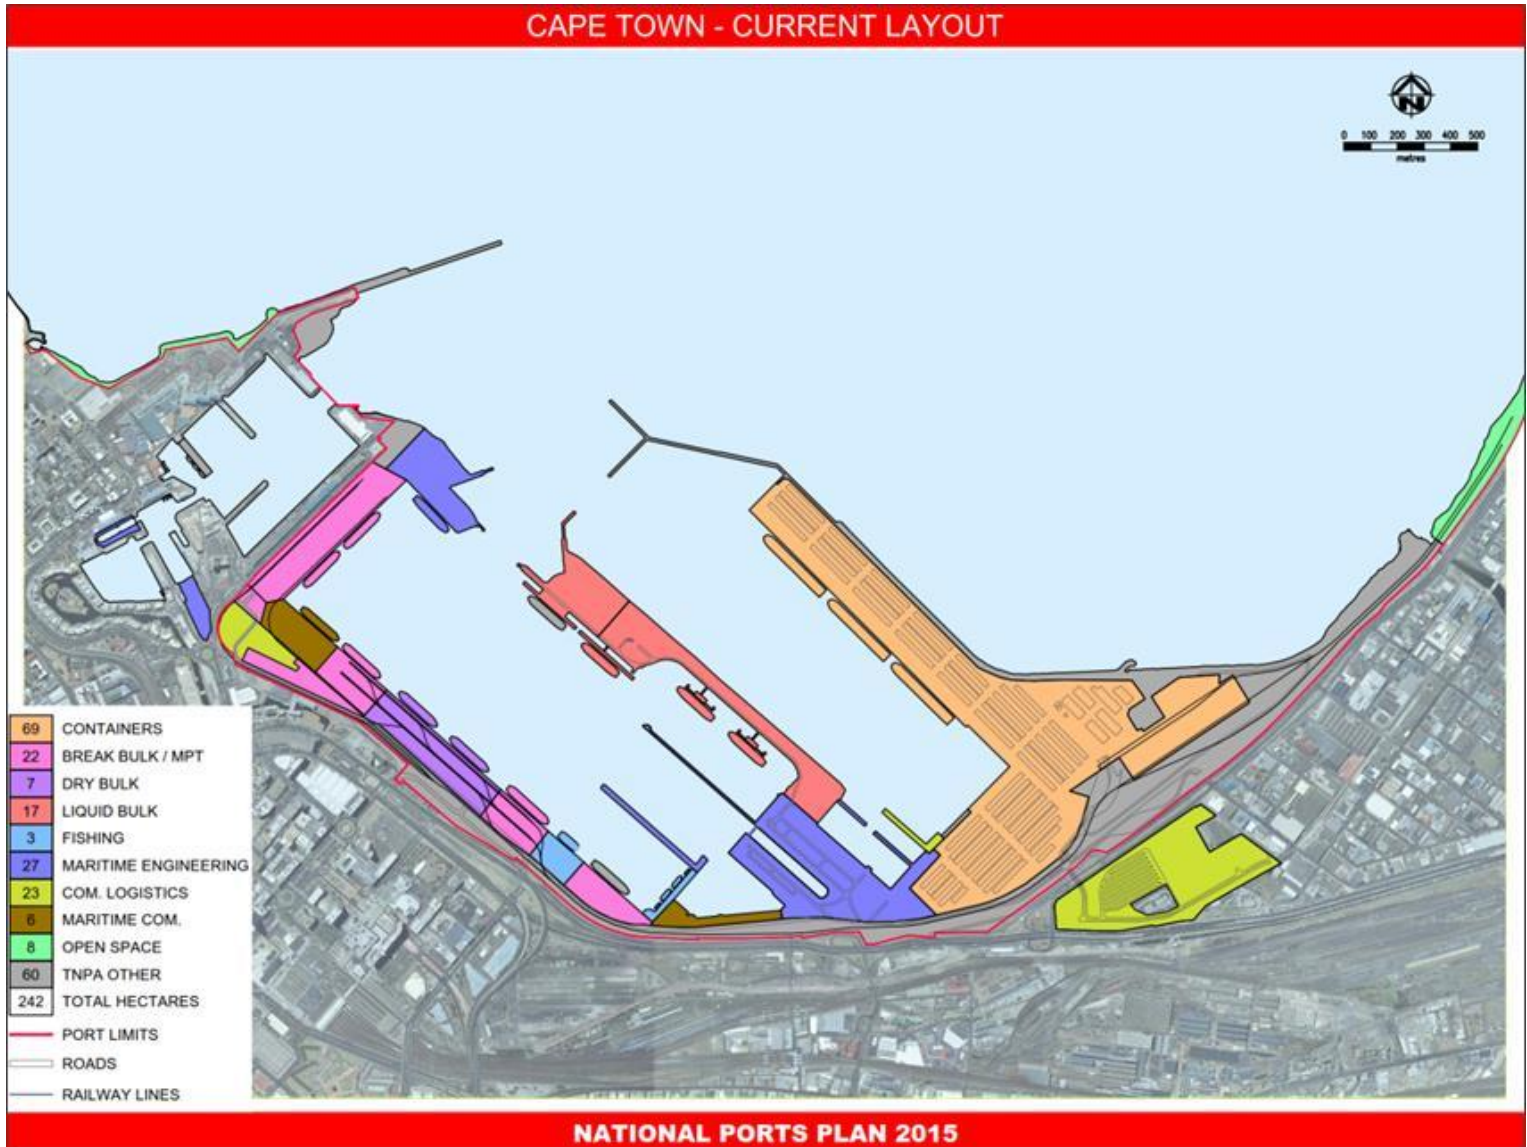 CAPE TOWN - CURRENT LAYOUT
N
0 100 200 300 400 500
metres
69 CONTAINERS
22 BREAK BULK / MPT
7 DRY BULK
17 LIQUID BULK
3 FISHING
27 MARITIME ENGINEERING
23 COM. LOGISTICS
6 MARITIME COM.
8 OPEN SPACE
60 TNPA OTHER
242 TOTAL HECTARES
PORT LIMITS
ROADS
RAILWAY LINES
NATIONAL PORTS PLAN 2015